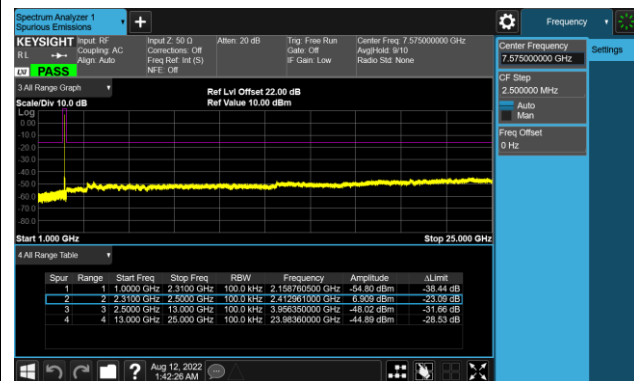 Spectrum Analyzer 1
Spurious Emissions
Frequency
KEYSIGHT
Input: RF
Coupling: AC
Align: Auto
Input Z: 50 Ω
Corrections: Off
Freq Ref: Int (S)
NFE: Off
Atten: 20 dB
Trig: Free Run
Gate: Off
IF Gain: Low
Center Freq: 7.575000000 GHz
Avg|Hold: 9/10
Radio Std: None
RL
LXI PASS
Center Frequency
7.575000000 GHz
Settings
CF Step
2.500000 MHz
Auto
Man
Freq Offset
0 Hz
3 All Range Graph
Scale/Div 10.0 dB
Ref Lvl Offset 22.00 dB
Ref Value 10.00 dBm
Log
0.00
-10.0
-20.0
-30.0
-40.0
-50.0
-60.0
-70.0
-80.0
Start 1.000 GHz Stop 25.000 GHz
4 All Range Table
Spur Range Start Freq Stop Freq RBW Frequency Amplitude ΔLimit
1 1 1.0000 GHz 2.3100 GHz 100.0 kHz 2.158760500 GHz -54.80 dBm -38.44 dB
2 2 2.3100 GHz 2.5000 GHz 100.0 kHz 2.412961000 GHz 6.909 dBm -23.09 dB
3 3 2.5000 GHz 13.000 GHz 100.0 kHz 3.956350000 GHz -48.02 dBm -31.66 dB
4 4 13.000 GHz 25.000 GHz 100.0 kHz 23.98360000 GHz -44.89 dBm -28.53 dB
?
Aug 12, 2022
1:42:26 AM